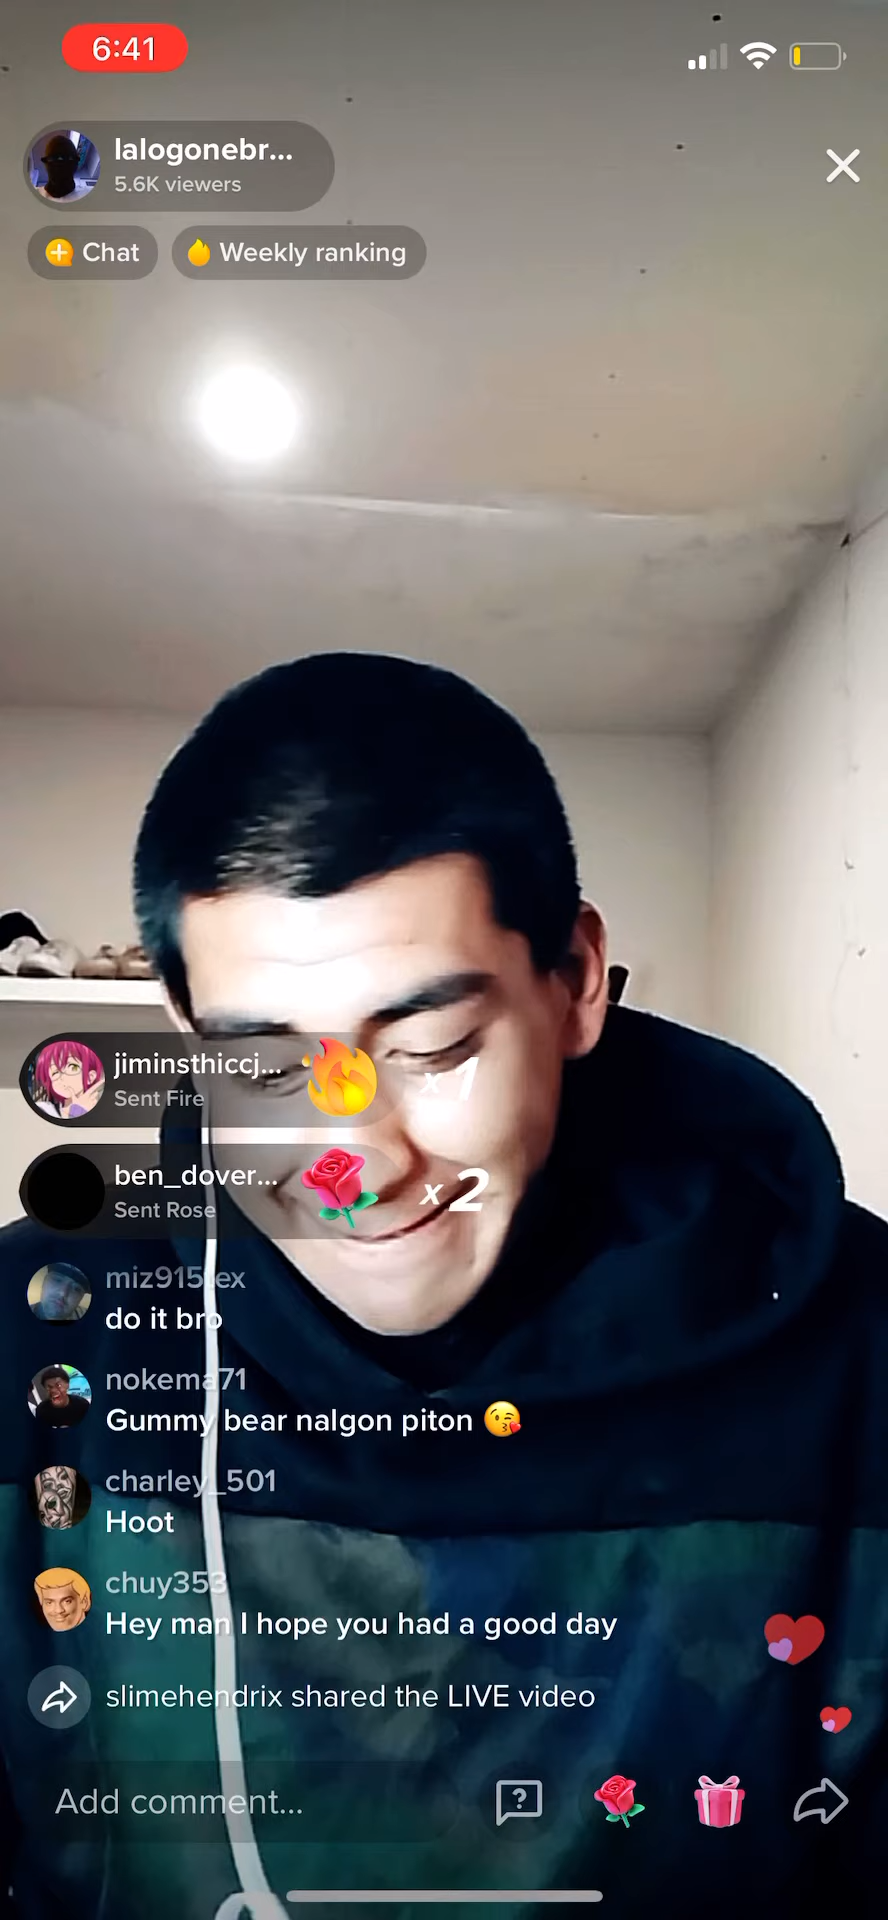 6:41
lalogonebr...
5.6K viewers
Chat
Weekly ranking
jiminsthiccj...
Sent Fire
x1
ben_dover...
Sent Rose
x2
miz915tex
do it bro
nokema71
Gummy bear nalgon piton 😘
charley_501
Hoot
chuy353
Hey man I hope you had a good day
slimehendrix shared the LIVE video
Add comment...
?